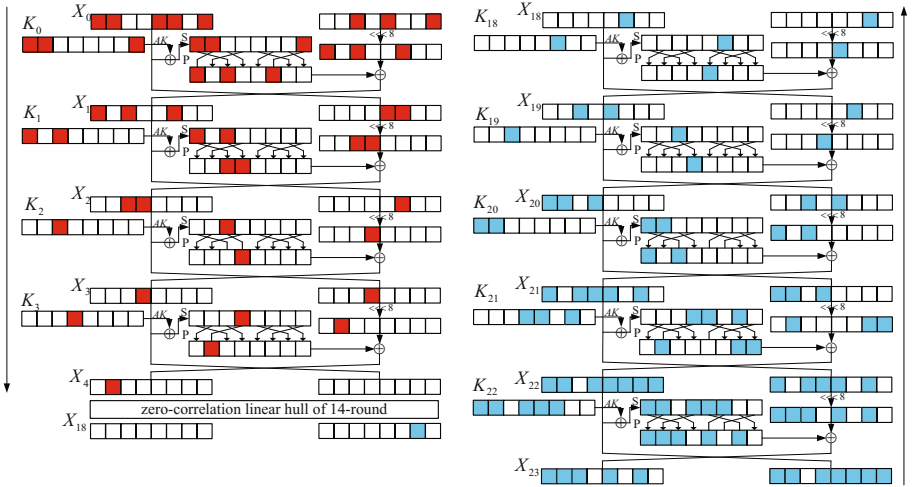 X₀
K₀
AK
S
P
<<< 8
X₁
K₁
AK
S
P
<<< 8
X₂
K₂
AK
S
P
<<< 8
X₃
K₃
AK
S
P
<<< 8
X₄
zero-correlation linear hull of 14-round
X₁₈
X₁₈
K₁₈
AK
S
P
<<< 8
X₁₉
K₁₉
AK
S
P
<<< 8
X₂₀
K₂₀
AK
S
P
<<< 8
X₂₁
K₂₁
AK
S
P
<<< 8
X₂₂
K₂₂
AK
S
P
<<< 8
X₂₃